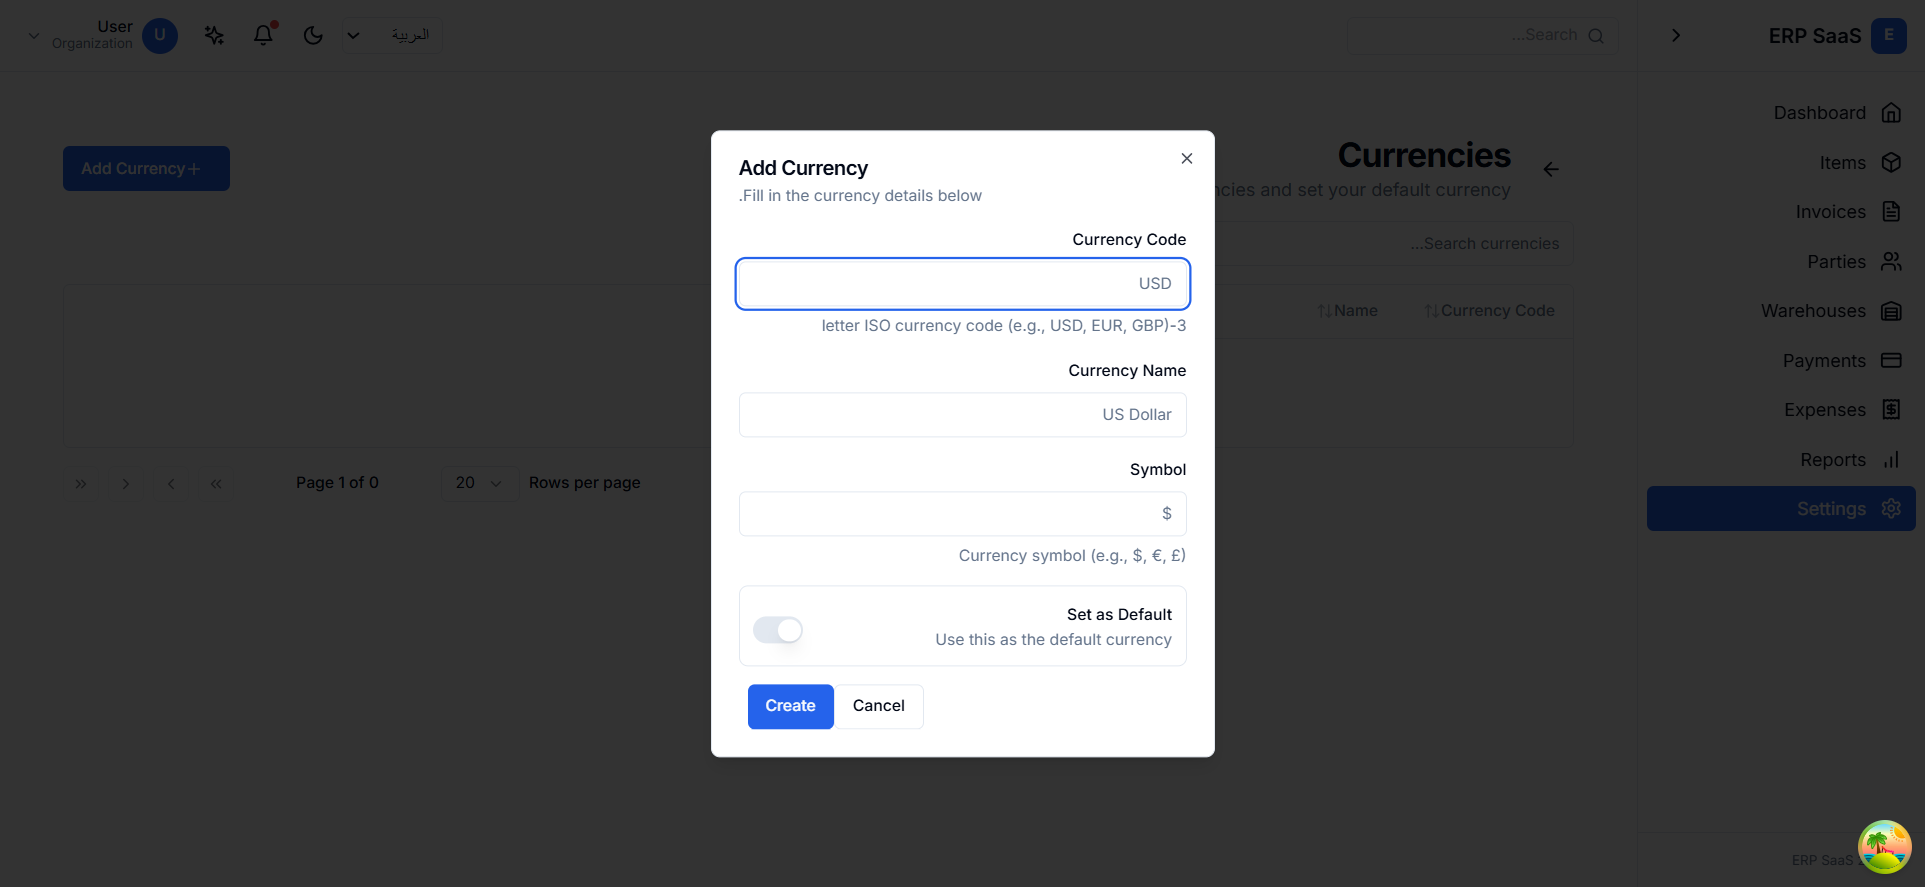 User
Organization
U
العربية
...Search
ERP SaaS
E
Dashboard
Items
Invoices
Parties
Warehouses
Payments
Expenses
Reports
Settings
ERP SaaS
Add Currency
Currencies
cies and set your default currency
...Search currencies
Name
Currency Code
Page 1 of 0
20
Rows per page
Add Currency
.Fill in the currency details below
Currency Code
USD
letter ISO currency code (e.g., USD, EUR, GBP)-3
Currency Name
US Dollar
Symbol
$
Currency symbol (e.g., $, €, £)
Set as Default
Use this as the default currency
Create
Cancel